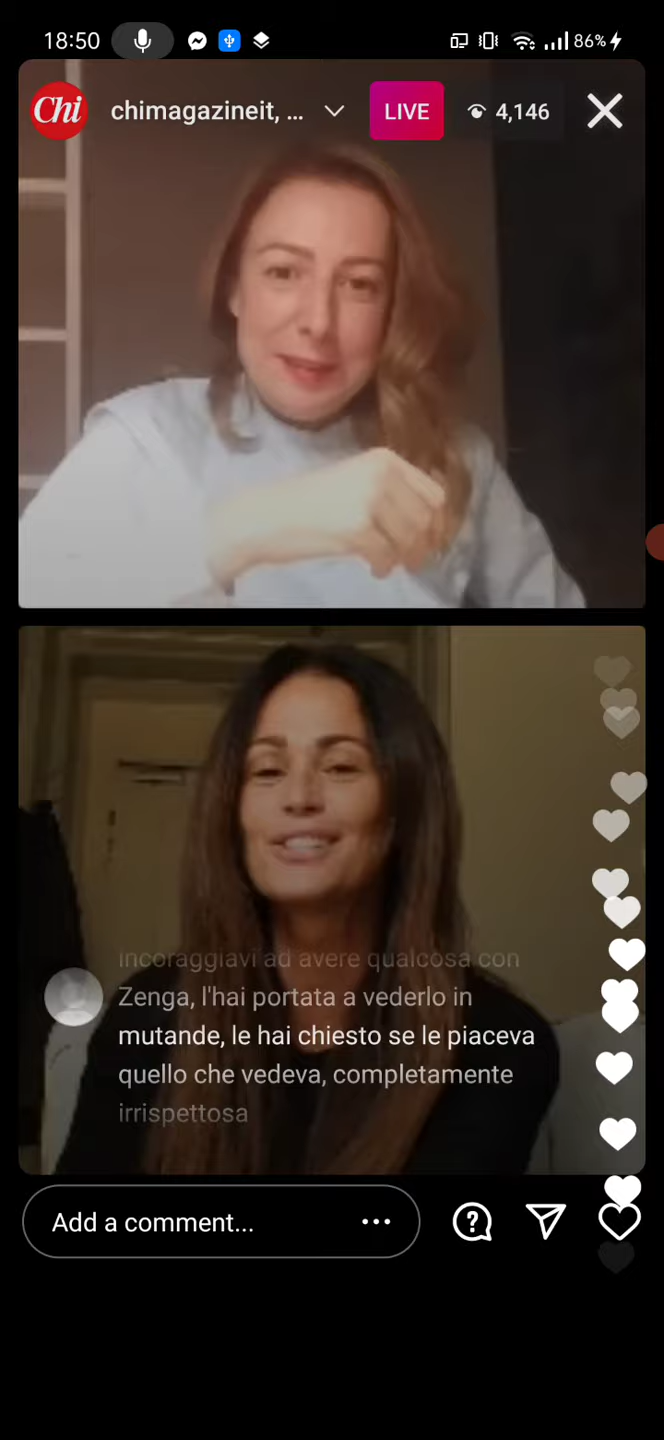 18:50
86%
Chi
chimagazineit, ...
LIVE
4,146
incoraggiavi ad avere qualcosa con
Zenga, l'hai portata a vederlo in
mutande, le hai chiesto se le piaceva
quello che vedeva, completamente
irrispettosa
Add a comment...